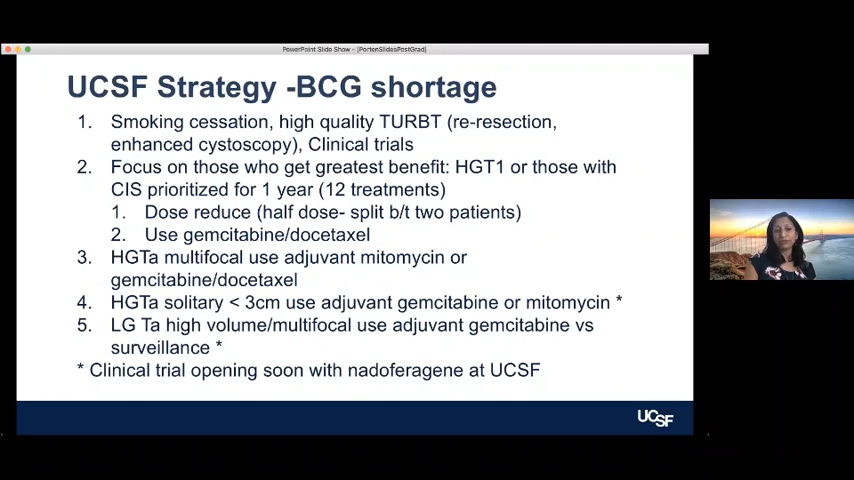 PowerPoint Slide Show - [PortenSlidesPostGrad]
UCSF Strategy -BCG shortage
1. Smoking cessation, high quality TURBT (re-resection,
enhanced cystoscopy), Clinical trials
2. Focus on those who get greatest benefit: HGT1 or those with
CIS prioritized for 1 year (12 treatments)
1. Dose reduce (half dose- split b/t two patients)
2. Use gemcitabine/docetaxel
3. HGTa multifocal use adjuvant mitomycin or
gemcitabine/docetaxel
4. HGTa solitary < 3cm use adjuvant gemcitabine or mitomycin *
5. LG Ta high volume/multifocal use adjuvant gemcitabine vs
surveillance *
* Clinical trial opening soon with nadoferagene at UCSF
UCSF